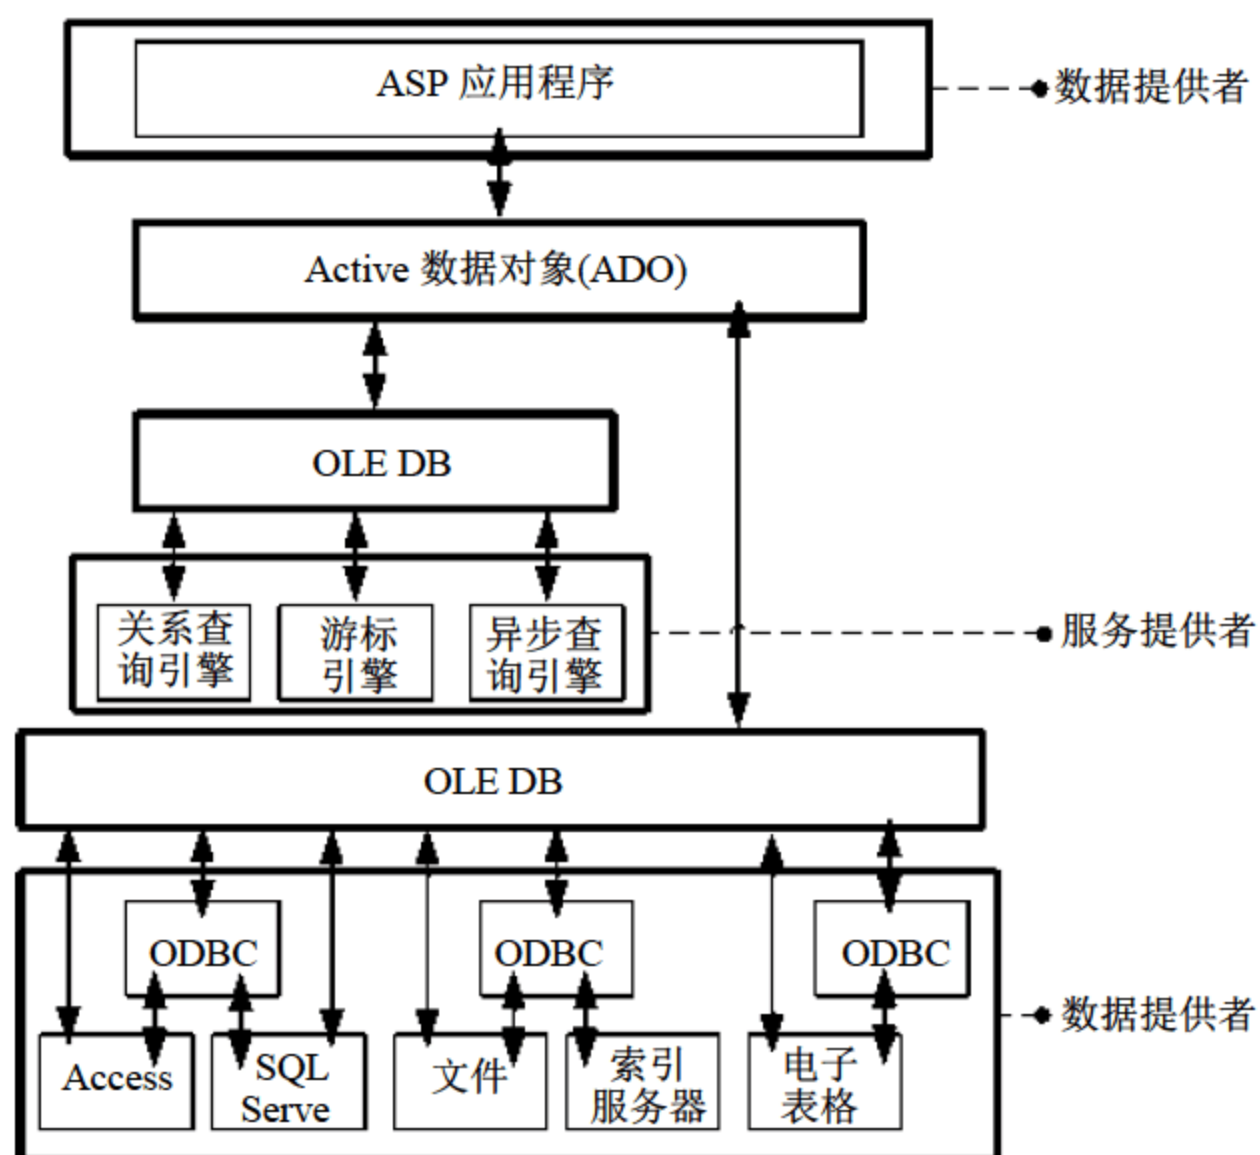 ASP 应用程序
数据提供者
Active 数据对象(ADO)
OLE DB
关系查
询引擎
游标
引擎
异步查
询引擎
服务提供者
OLE DB
ODBC
ODBC
ODBC
数据提供者
Access
SQL
Serve
文件
索引
服务器
电子
表格